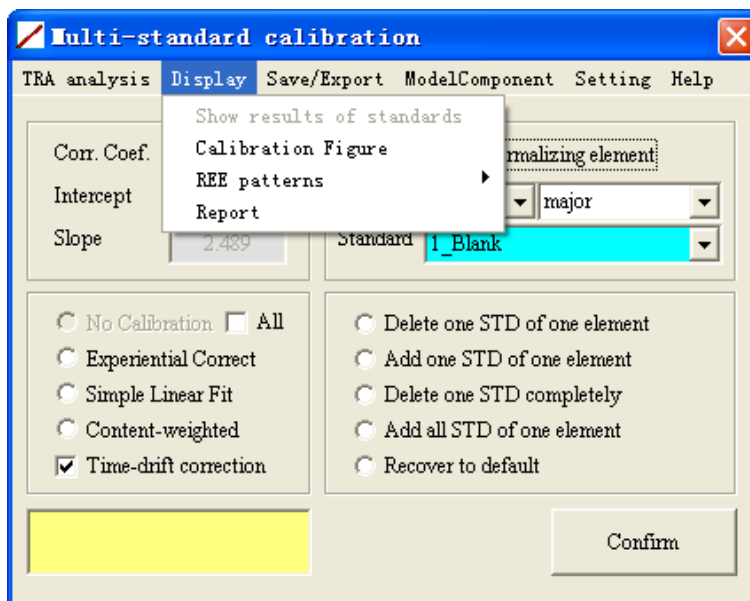 Multi-standard calibration
TRA analysis Display Save/Export ModelComponent Setting Help
Show results of standards
Calibration Figure
REE patterns
Report
Corr. Coef.
Intercept
Slope 2.489
element
major
Standard 1_Blank
No Calibration All
Experiential Correct
Simple Linear Fit
Content-weighted
Time-drift correction
Delete one STD of one element
Add one STD of one element
Delete one STD completely
Add all STD of one element
Recover to default
Confirm